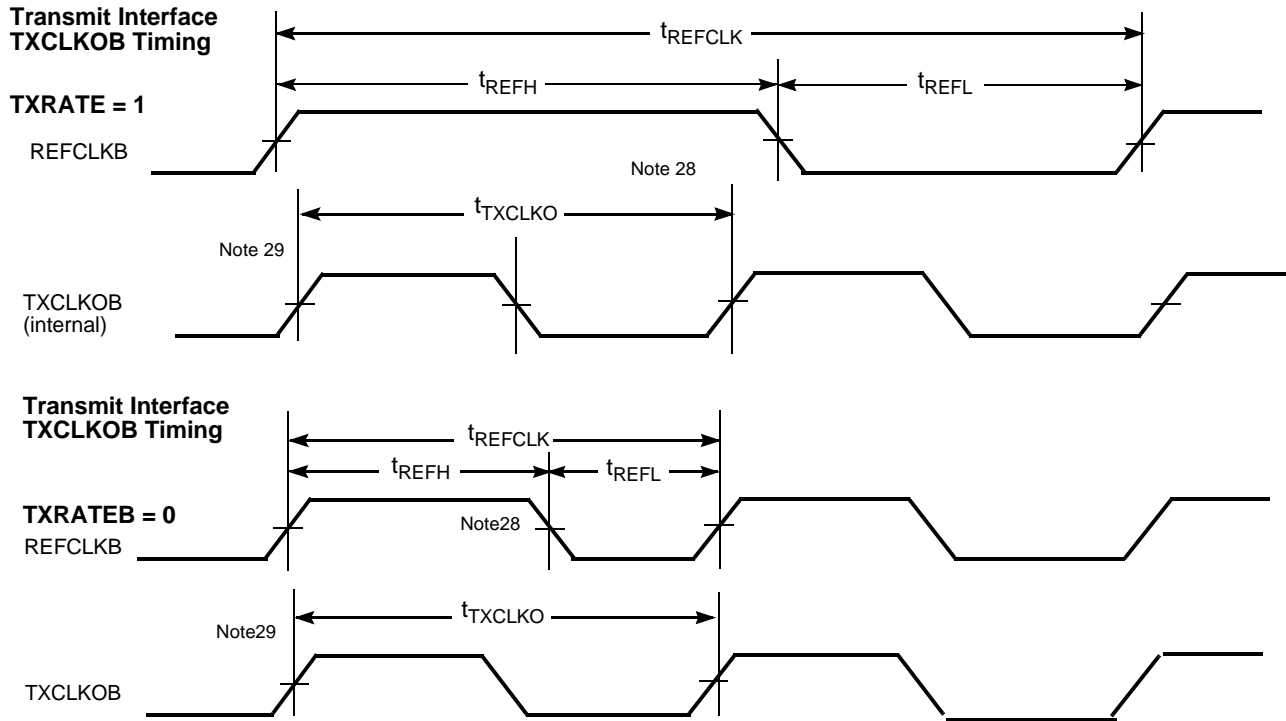 Transmit Interface
TXCLKOB Timing
tREFCLK
tREFH
tREFL
TXRATE = 1
REFCLKB
Note 28
tTXCLKO
Note 29
TXCLKOB
(internal)
Transmit Interface
TXCLKOB Timing
tREFCLK
tREFH
tREFL
TXRATEB = 0
Note28
REFCLKB
tTXCLKO
Note29
TXCLKOB